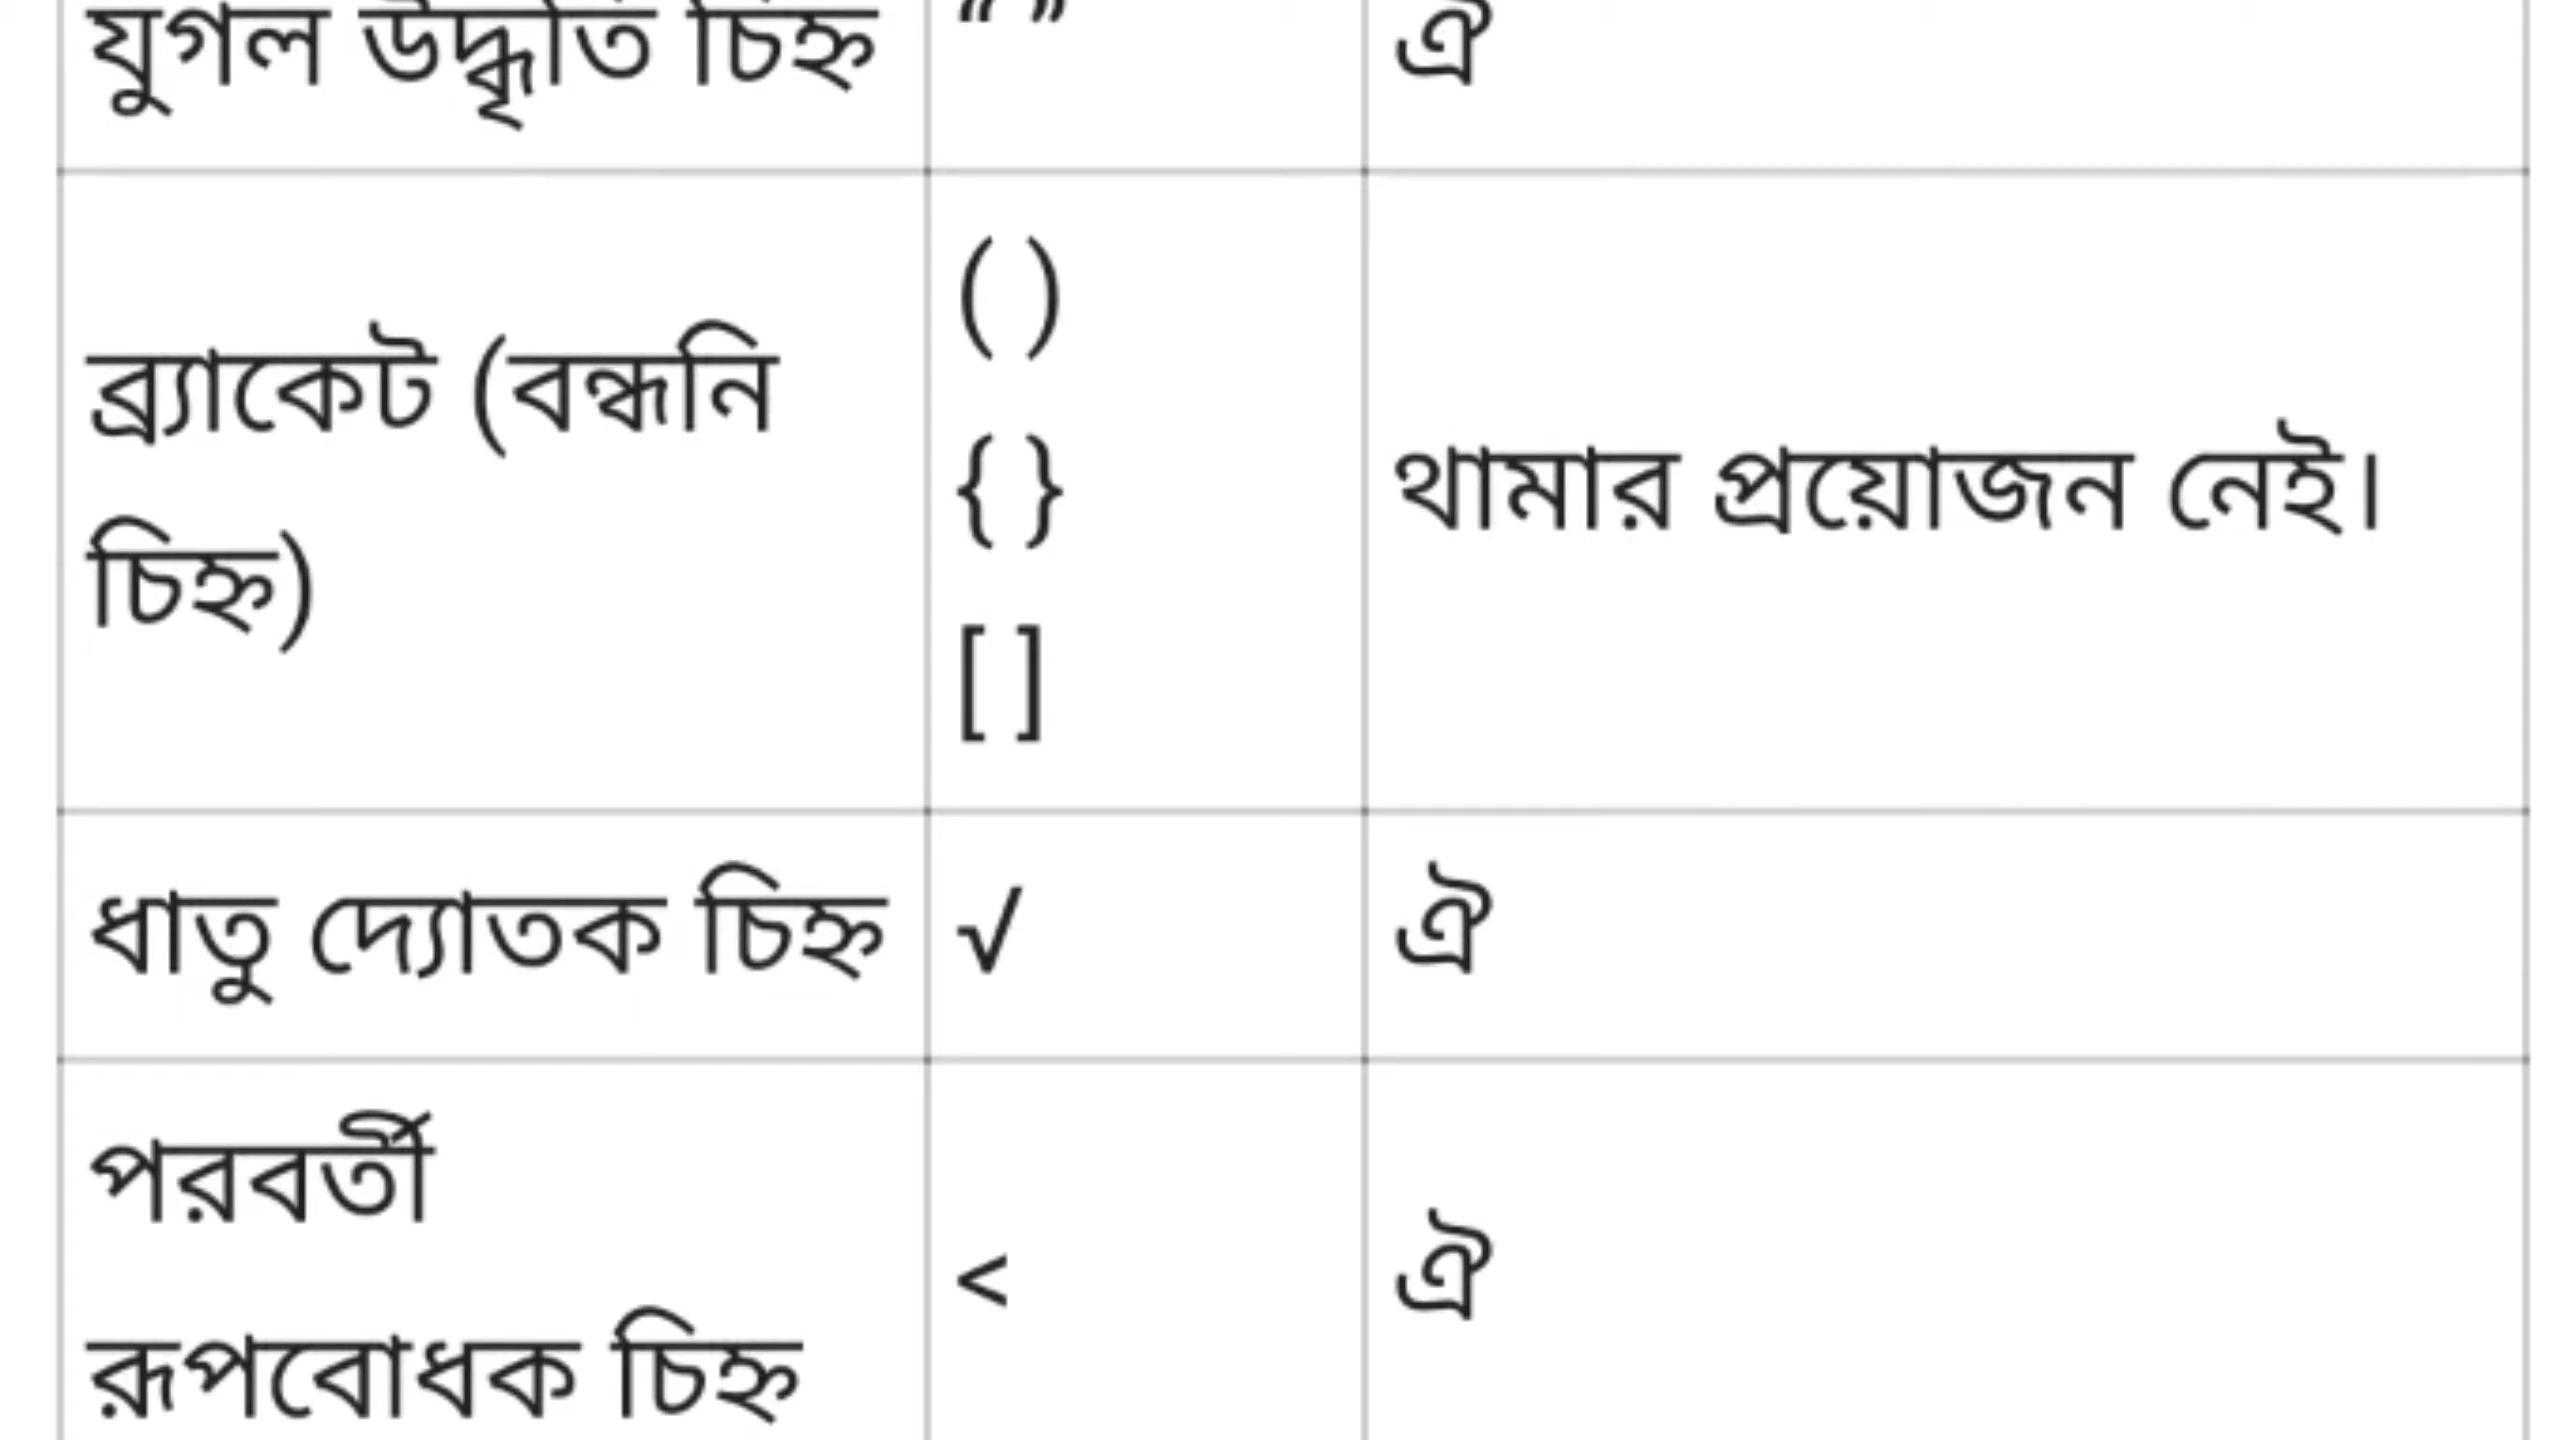 যুগল উদ্ধৃতি চিহ্ন “ ” ঐ
( )
ব্র্যাকেট (বন্ধনি
{ } থামার প্রয়োজন নেই।
চিহ্ন)
[ ]
ধাতু দ্যোতক চিহ্ন √ ঐ
পরবর্তী
< ঐ
রূপবোধক চিহ্ন